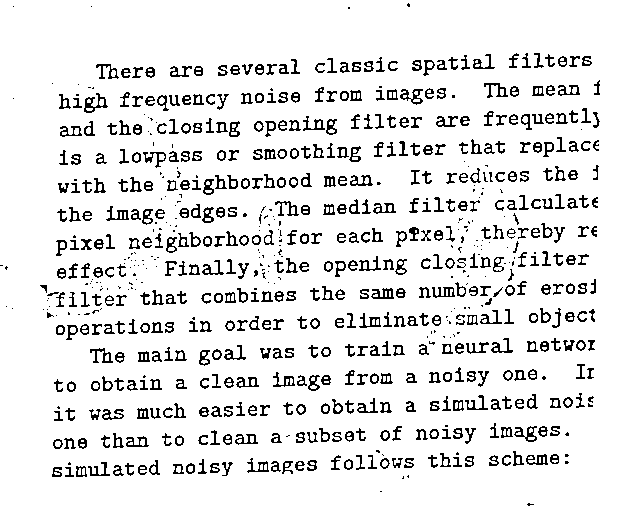 There are several classic spatial filters
high frequency noise from images. The mean
and the closing opening filter are frequently
is a lowpass or smoothing filter that replace
with the neighborhood mean. It reduces the
the image edges. The median filter calculate
pixel neighborhood for each pixel, thereby re
effect. Finally, the opening closing filter
filter that combines the same number of erosi
operations in order to eliminate small object
The main goal was to train a neural networ
to obtain a clean image from a noisy one. In
it was much easier to obtain a simulated nois
one than to clean a subset of noisy images.
simulated noisy images follows this scheme: